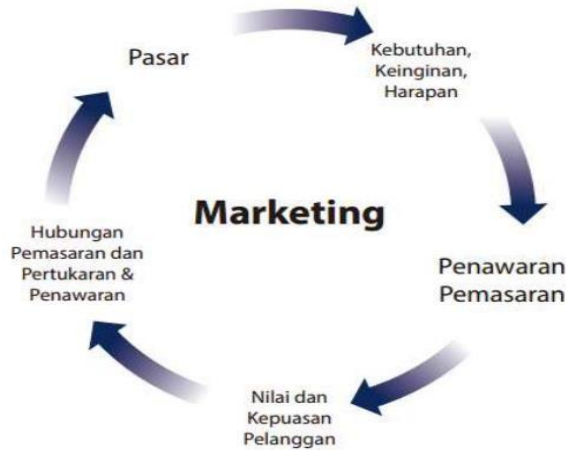 Pasar
Kebutuhan,
Keinginan,
Harapan
Marketing
Penawaran
Pemasaran
Nilai dan
Kepuasan
Pelanggan
Hubungan
Pemasaran dan
Pertukaran &
Penawaran